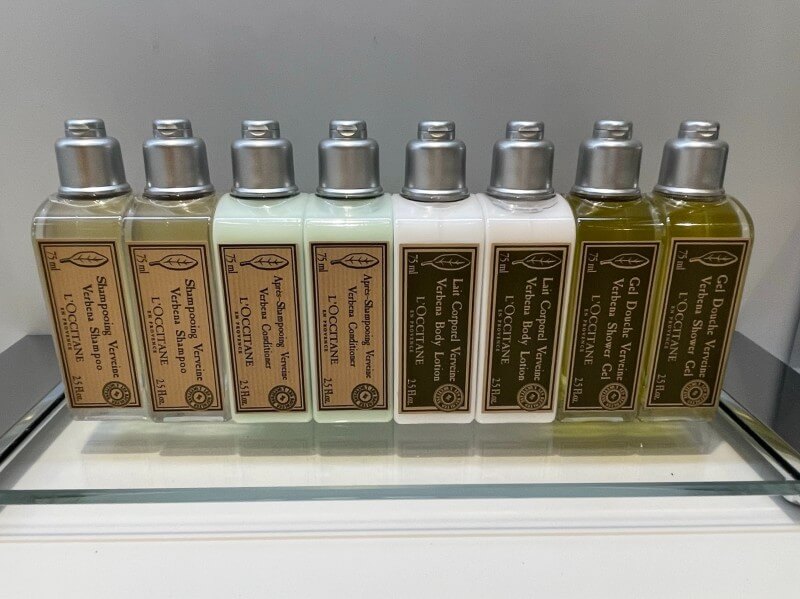 75 ml
Shampooing Verveine
Verbena Shampoo
L'OCCITANE
EN PROVENCE
2.5 fl.oz.
75 ml
Shampooing Verveine
Verbena Shampoo
L'OCCITANE
EN PROVENCE
2.5 fl.oz.
75 ml
Après-Shampooing Verveine
Verbena Conditioner
L'OCCITANE
EN PROVENCE
2.5 fl.oz.
75 ml
Après-Shampooing Verveine
Verbena Conditioner
L'OCCITANE
EN PROVENCE
2.5 fl.oz.
75 ml
Lait Corporel Verveine
Verbena Body Lotion
L'OCCITANE
EN PROVENCE
2.5 fl.oz.
75 ml
Lait Corporel Verveine
Verbena Body Lotion
L'OCCITANE
EN PROVENCE
2.5 fl.oz.
75 ml
Gel Douche Verveine
Verbena Shower Gel
L'OCCITANE
EN PROVENCE
2.5 fl.oz.
75 ml
Gel Douche Verveine
Verbena Shower Gel
L'OCCITANE
EN PROVENCE
2.5 fl.oz.